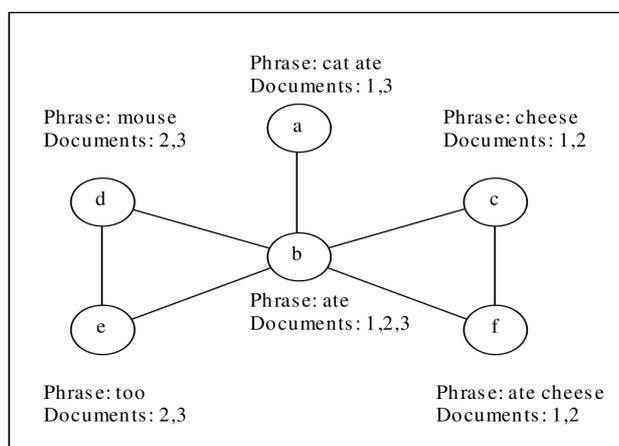 Phrase: cat ate
Documents: 1,3
a
Phrase: mouse
Documents: 2,3
Phrase: cheese
Documents: 1,2
d
c
b
Phrase: ate
Documents: 1,2,3
e
f
Phrase: too
Documents: 2,3
Phrase: ate cheese
Documents: 1,2